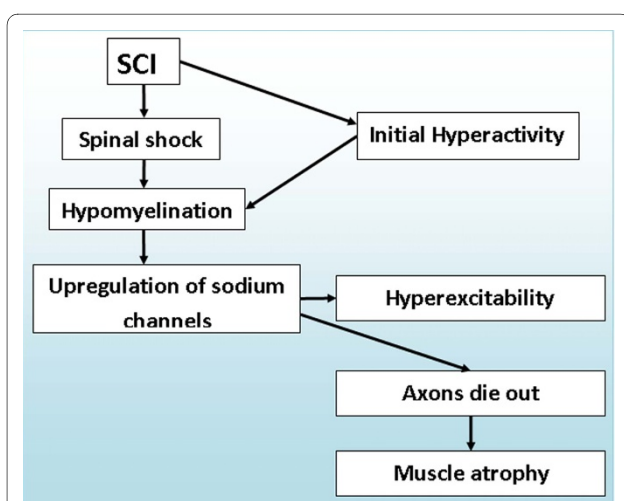 SCI
Spinal shock
Initial Hyperactivity
Hypomyelination
Upregulation of sodium
channels
Hyperexcitability
Axons die out
Muscle atrophy